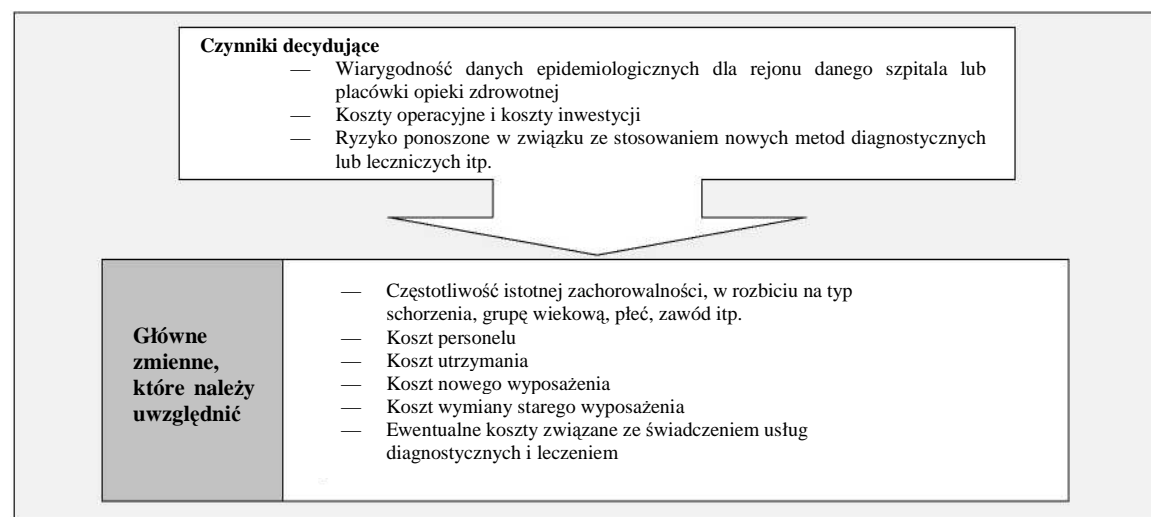 Czynniki decydujące
— Wiarygodność danych epidemiologicznych dla rejonu danego szpitala lub
placówki opieki zdrowotnej
— Koszty operacyjne i koszty inwestycji
— Ryzyko ponoszone w związku ze stosowaniem nowych metod diagnostycznych
lub leczniczych itp.
Główne
zmienne,
które należy
uwzględnić
— Częstotliwość istotnej zachorowalności, w rozbiciu na typ
schorzenia, grupę wiekową, płeć, zawód itp.
— Koszt personelu
— Koszt utrzymania
— Koszt nowego wyposażenia
— Koszt wymiany starego wyposażenia
— Ewentualne koszty związane ze świadczeniem usług
diagnostycznych i leczeniem